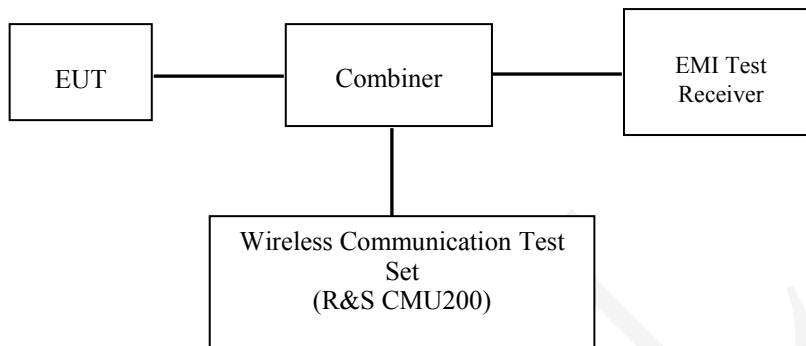 EUT
Combiner
EMI Test
Receiver
Wireless Communication Test
Set
(R&S CMU200)